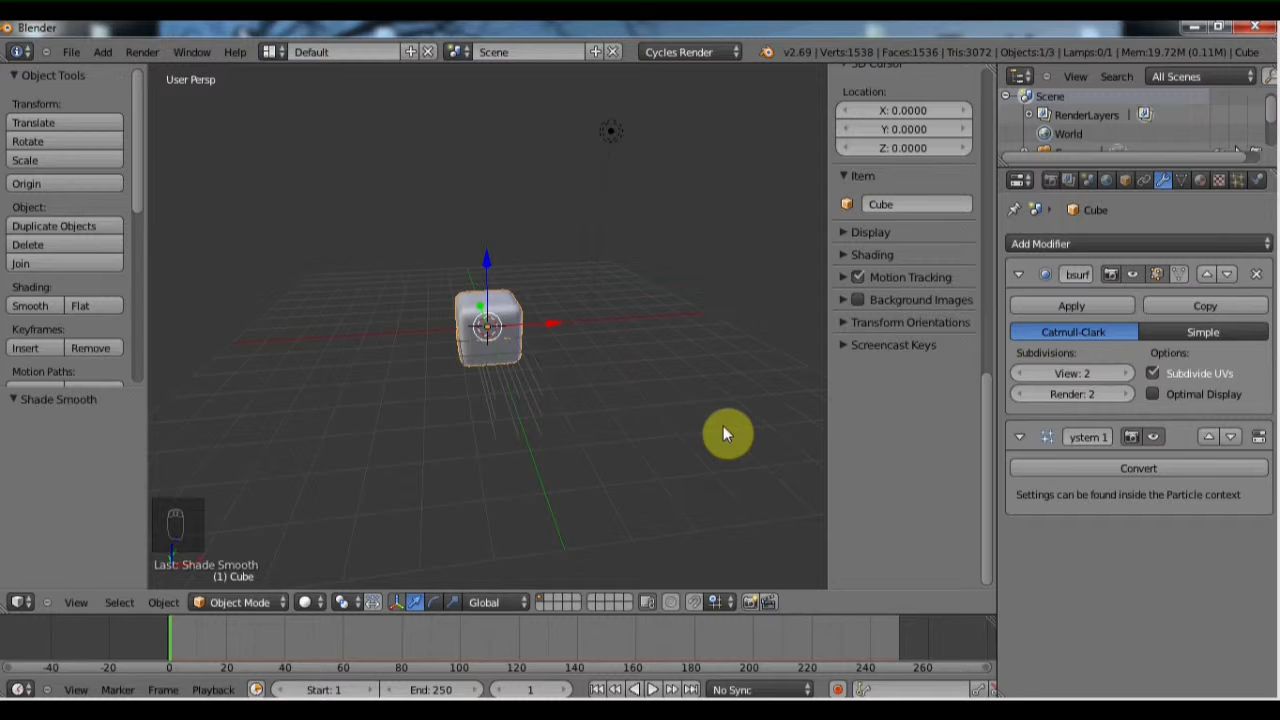 Blender
File Add Render Window Help Default Scene Cycles Render v2.69 | Verts:1538 | Faces:1536 | Tris:3072 | Objects:1/3 | Lamps:0/1 | Mem:19.72M (0.11M) | Cube
Object Tools
Transform:
Translate
Rotate
Scale
Origin
Object:
Duplicate Objects
Delete
Join
Shading:
Smooth Flat
Keyframes:
Insert Remove
Motion Paths:
Shade Smooth
User Persp
Last: Shade Smooth
(1) Cube
Location:
X: 0.0000
Y: 0.0000
Z: 0.0000
Item
Cube
Display
Shading
Motion Tracking
Background Images
Transform Orientations
Screencast Keys
View Search All Scenes
Scene
RenderLayers |
World
Cube
Add Modifier
bsurf
Apply Copy
Catmull-Clark Simple
Subdivisions: Options:
View: 2 Subdivide UVs
Render: 2 Optimal Display
ystem 1
Convert
Settings can be found inside the Particle context
View Select Object Object Mode Global
-40 -20 0 20 40 60 80 100 120 140 160 180 200 220 240 260
View Marker Frame Playback Start: 1 End: 250 1 No Sync